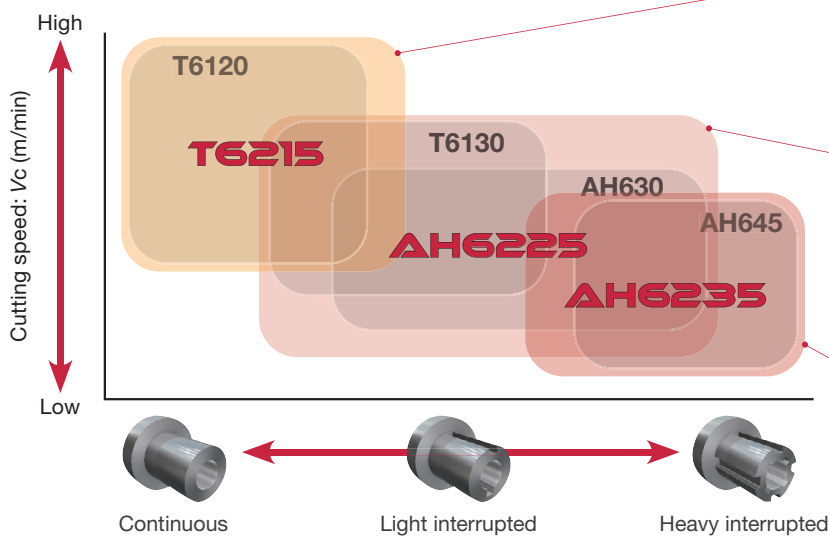 High
T6120
T6215
T6130
AH630
AH645
AH6225
AH6235
Cutting speed: Vc (m/min)
Low
Continuous
Light interrupted
Heavy interrupted